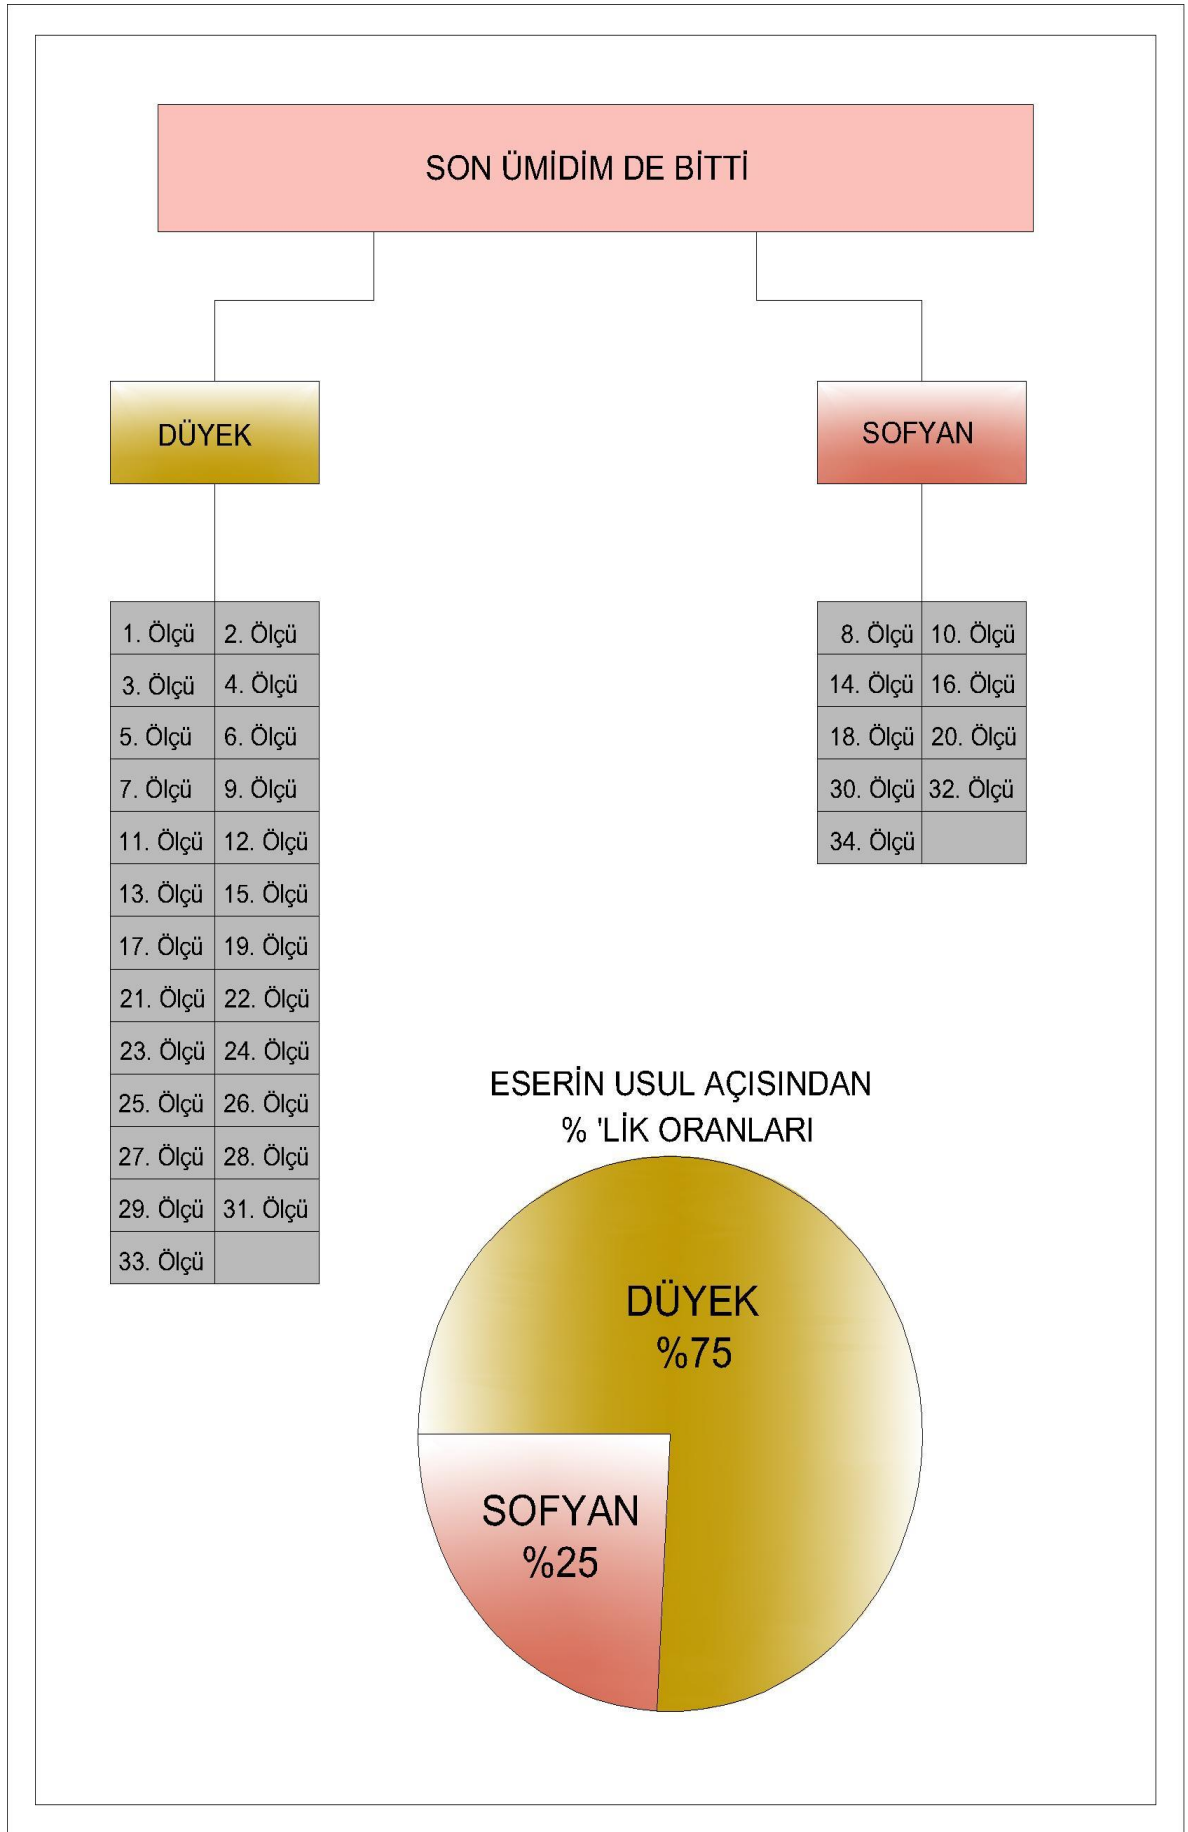 SON ÜMİDİM DE BİTTİ
DÜYEK
1. Ölçü 2. Ölçü
3. Ölçü 4. Ölçü
5. Ölçü 6. Ölçü
7. Ölçü 9. Ölçü
11. Ölçü 12. Ölçü
13. Ölçü 15. Ölçü
17. Ölçü 19. Ölçü
21. Ölçü 22. Ölçü
23. Ölçü 24. Ölçü
25. Ölçü 26. Ölçü
27. Ölçü 28. Ölçü
29. Ölçü 31. Ölçü
33. Ölçü
SOFYAN
8. Ölçü 10. Ölçü
14. Ölçü 16. Ölçü
18. Ölçü 20. Ölçü
30. Ölçü 32. Ölçü
34. Ölçü
ESERİN USUL AÇISINDAN
% 'LİK ORANLARI
DÜYEK
%75
SOFYAN
%25